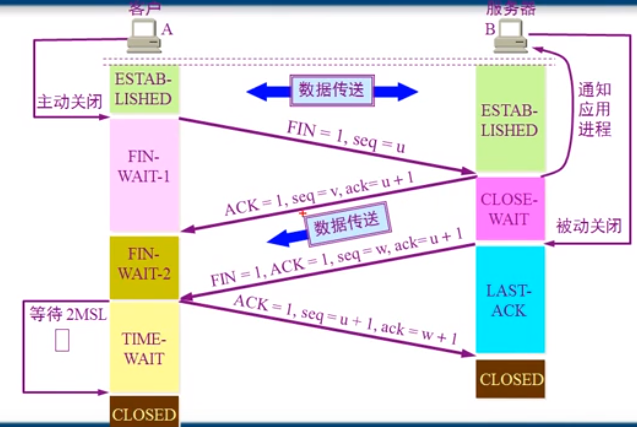 客户
A
服务器
B
ESTAB-
LISHED
数据传送
主动关闭
FIN = 1, seq = u
ESTAB-
LISHED
通知
应用
进程
FIN-
WAIT-1
ACK = 1, seq = v, ack= u + 1
CLOSE-
WAIT
数据传送
被动关闭
FIN-
WAIT-2
FIN = 1, ACK = 1, seq = w, ack= u + 1
LAST-
ACK
等待 2MSL
ACK = 1, seq = u + 1, ack = w + 1
TIME-
WAIT
CLOSED
CLOSED